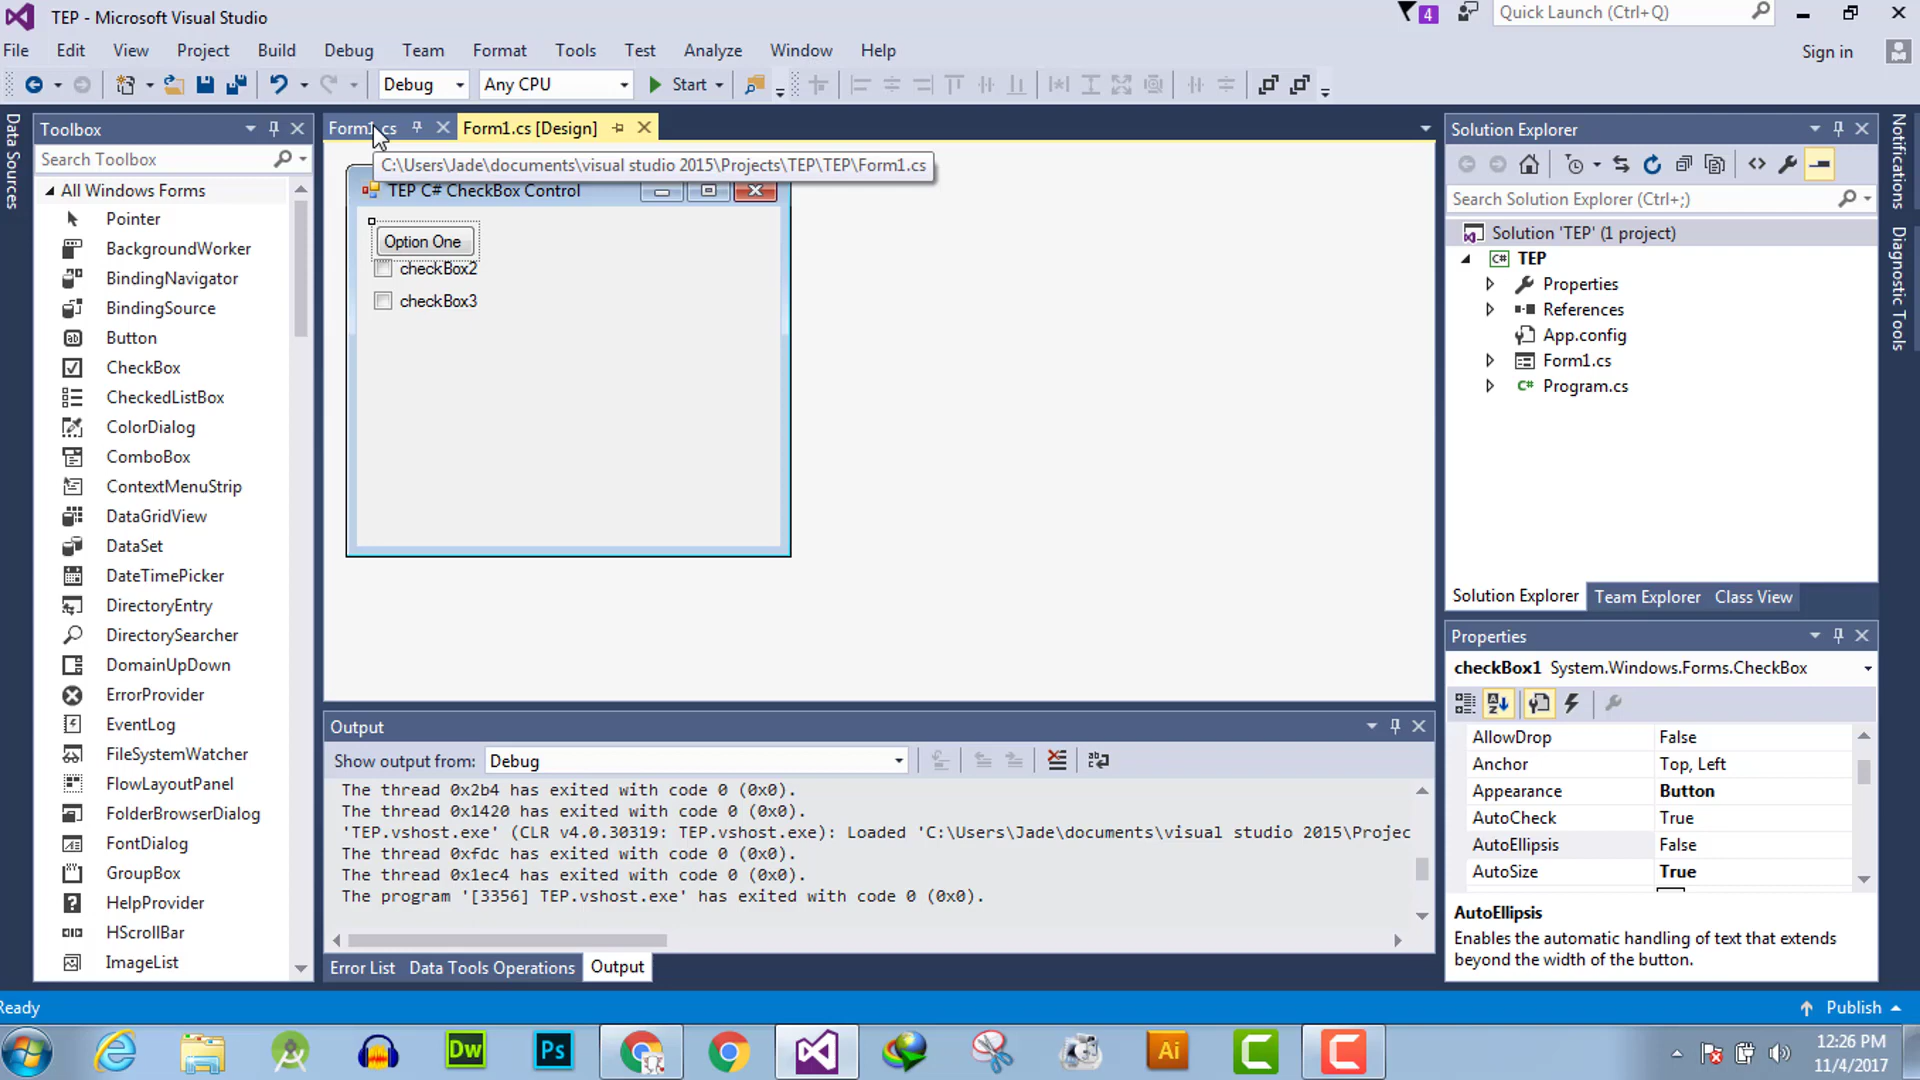 TEP - Microsoft Visual Studio
4
Quick Launch (Ctrl+Q)
File Edit View Project Build Debug Team Format Tools Test Analyze Window Help
Sign in
Debug Any CPU Start
Data Sources
Toolbox
Search Toolbox
All Windows Forms
Pointer
BackgroundWorker
BindingNavigator
BindingSource
Button
CheckBox
CheckedListBox
ColorDialog
ComboBox
ContextMenuStrip
DataGridView
DataSet
DateTimePicker
DirectoryEntry
DirectorySearcher
DomainUpDown
ErrorProvider
EventLog
FileSystemWatcher
FlowLayoutPanel
FolderBrowserDialog
FontDialog
GroupBox
HelpProvider
HScrollBar
ImageList
Form1.cs Form1.cs [Design]
C:\Users\Jade\documents\visual studio 2015\Projects\TEP\TEP\Form1.cs
TEP C# CheckBox Control
Option One
checkBox2
checkBox3
Output
Show output from: Debug
The thread 0x2b4 has exited with code 0 (0x0).
The thread 0x1420 has exited with code 0 (0x0).
'TEP.vshost.exe' (CLR v4.0.30319: TEP.vshost.exe): Loaded 'C:\Users\Jade\documents\visual studio 2015\Projec
The thread 0xfdc has exited with code 0 (0x0).
The thread 0x1ec4 has exited with code 0 (0x0).
The program '[3356] TEP.vshost.exe' has exited with code 0 (0x0).
Error List Data Tools Operations Output
Solution Explorer
Search Solution Explorer (Ctrl+;)
Solution 'TEP' (1 project)
C# TEP
Properties
References
App.config
Form1.cs
C# Program.cs
Solution Explorer Team Explorer Class View
Properties
checkBox1 System.Windows.Forms.CheckBox
AllowDrop False
Anchor Top, Left
Appearance Button
AutoCheck True
AutoEllipsis False
AutoSize True
AutoEllipsis
Enables the automatic handling of text that extends
beyond the width of the button.
Notifications
Diagnostic Tools
Ready
Publish
Dw
Ps
Ai
12:26 PM
11/4/2017